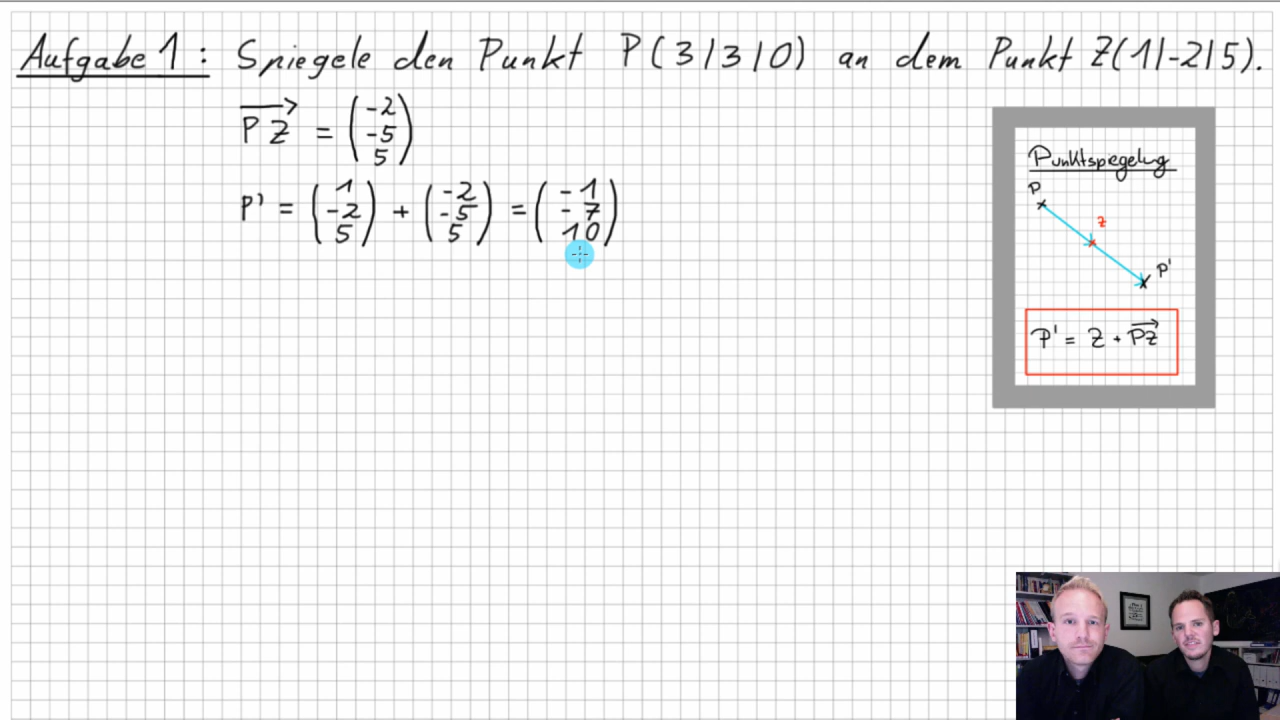 Aufgabe 1 : Spiegele den Punkt P(3|3|0) an dem Punkt Z(1|-2|5).
PZ = (-2 -5 5)
P' = (1 -2 5) + (-2 -5 5) = (-1 -7 10)
Punktspiegelung
P
Z
P'
P' = Z + PZ